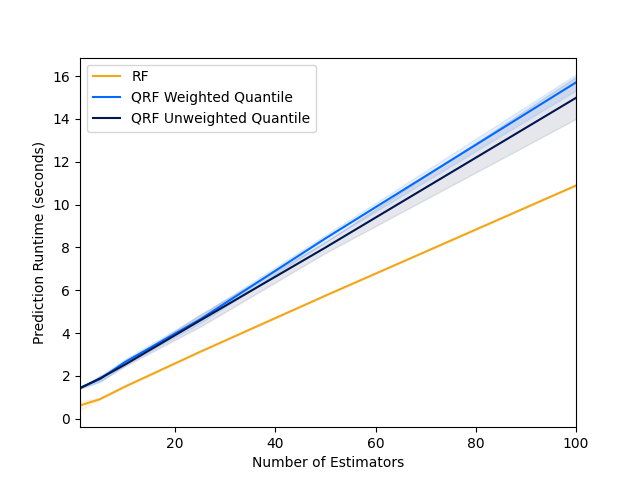 RF
QRF Weighted Quantile
QRF Unweighted Quantile
Prediction Runtime (seconds)
16
14
12
10
8
6
4
2
0
20 40 60 80 100
Number of Estimators